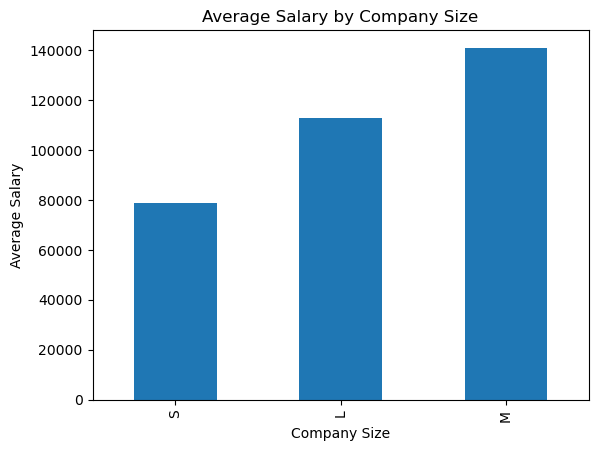 Average Salary by Company Size
Average Salary
140000
120000
100000
80000
60000
40000
20000
0
S
L
M
Company Size